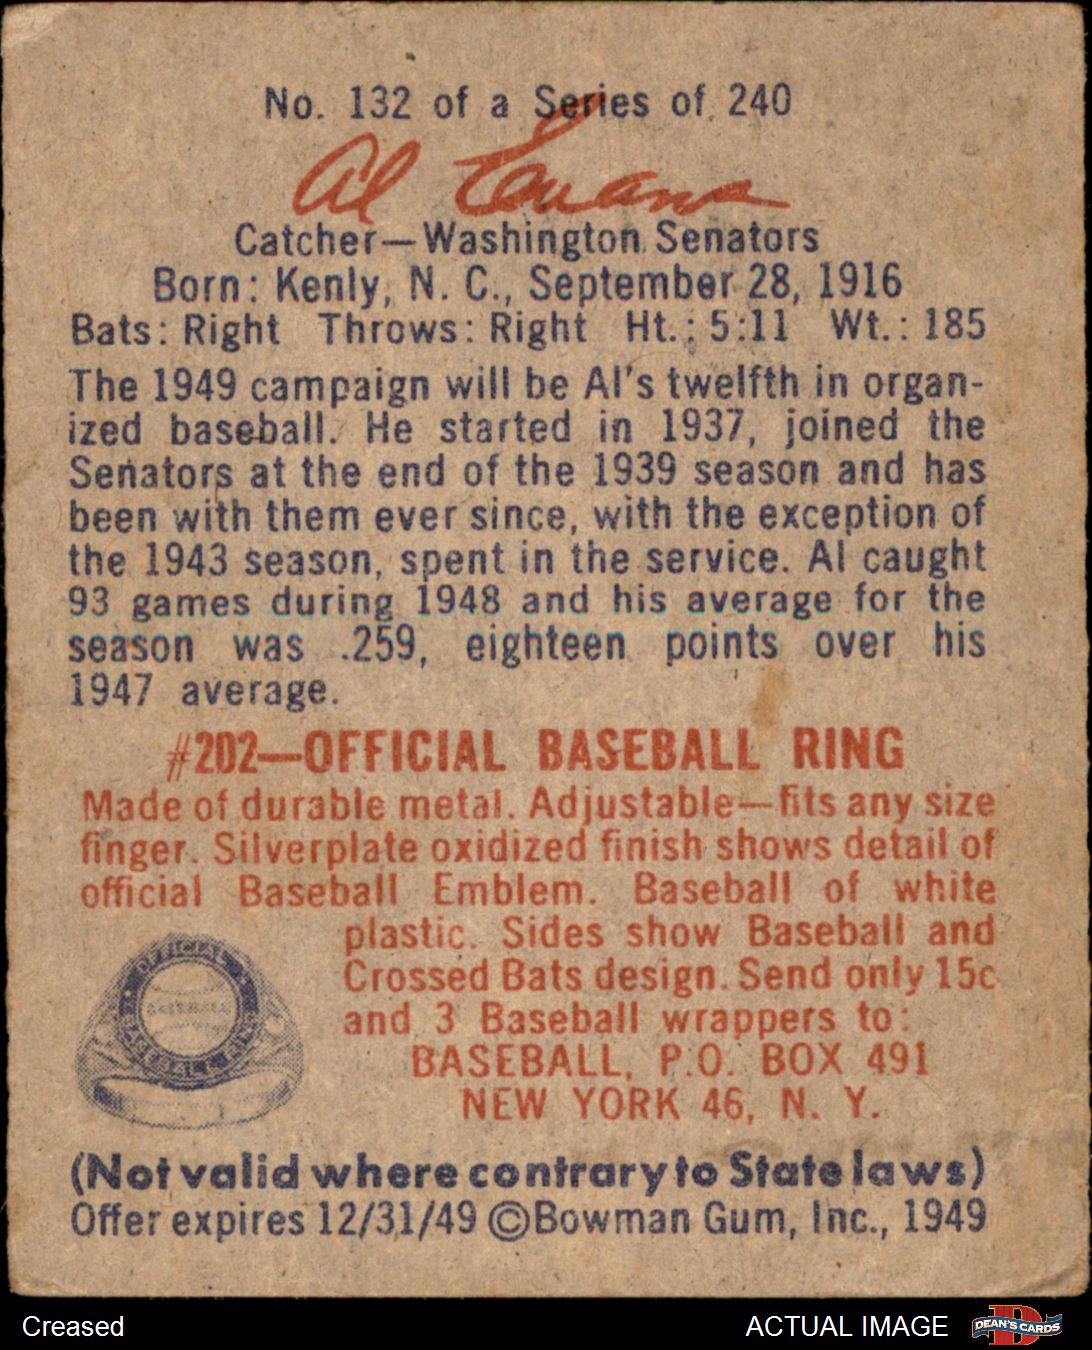 No. 132 of a Series of 240
Al Evans
Catcher—Washington Senators
Born: Kenly, N. C., September 28, 1916
Bats: Right Throws: Right Ht.: 5:11 Wt.: 185
The 1949 campaign will be Al's twelfth in organ-
ized baseball. He started in 1937, joined the
Senators at the end of the 1939 season and has
been with them ever since, with the exception of
the 1943 season, spent in the service. Al caught
93 games during 1948 and his average for the
season was .259, eighteen points over his
1947 average.
#202—OFFICIAL BASEBALL RING
Made of durable metal. Adjustable—fits any size
finger. Silverplate oxidized finish shows detail of
official Baseball Emblem. Baseball of white
plastic. Sides show Baseball and
Crossed Bats design. Send only 15c
and 3 Baseball wrappers to:
BASEBALL, P.O. BOX 491
NEW YORK 46, N. Y.
OFFICIAL
BASEBALL
BASEBALL RING
(Not valid where contrary to State laws)
Offer expires 12/31/49 ©Bowman Gum, Inc., 1949
Creased
ACTUAL IMAGE
DEAN'S CARDS